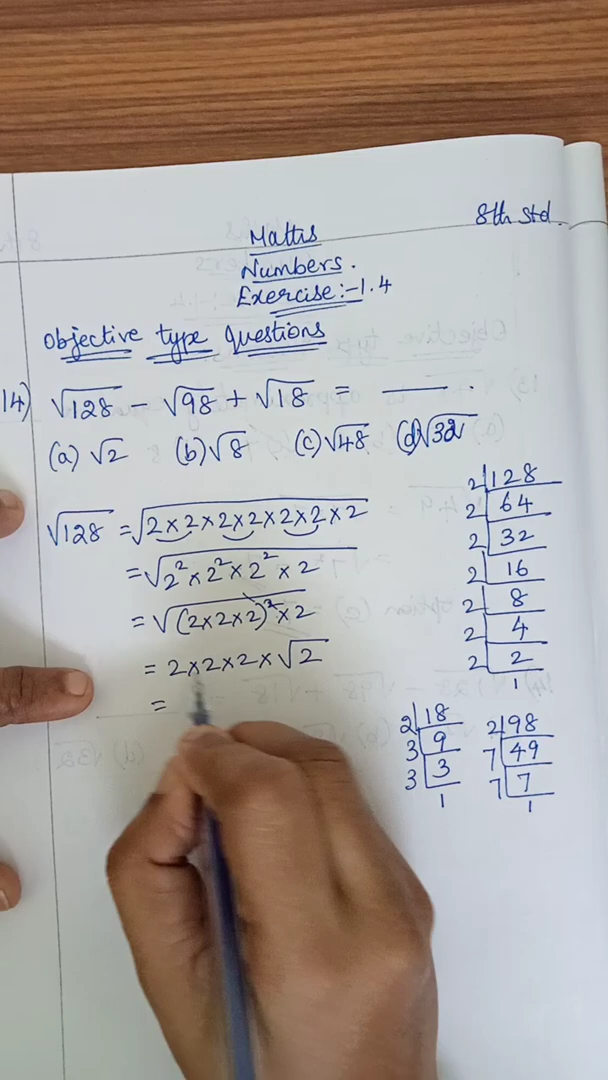 8th Std.
Maths
Numbers.
Exercise:-1.4
Objective type Questions
14) √128 − √98 + √18 = ____ .
(a) √2 (b) √8 (c) √48 (d) √32
√128 = √2×2×2×2×2×2×2
= √2²×2²×2²×2
= √(2×2×2)²×2
= 2×2×2×√2
=
2 128
2 64
2 32
2 16
2 8
2 4
2 2
1
2 18
3 9
3 3
1
2 98
7 49
7 7
1